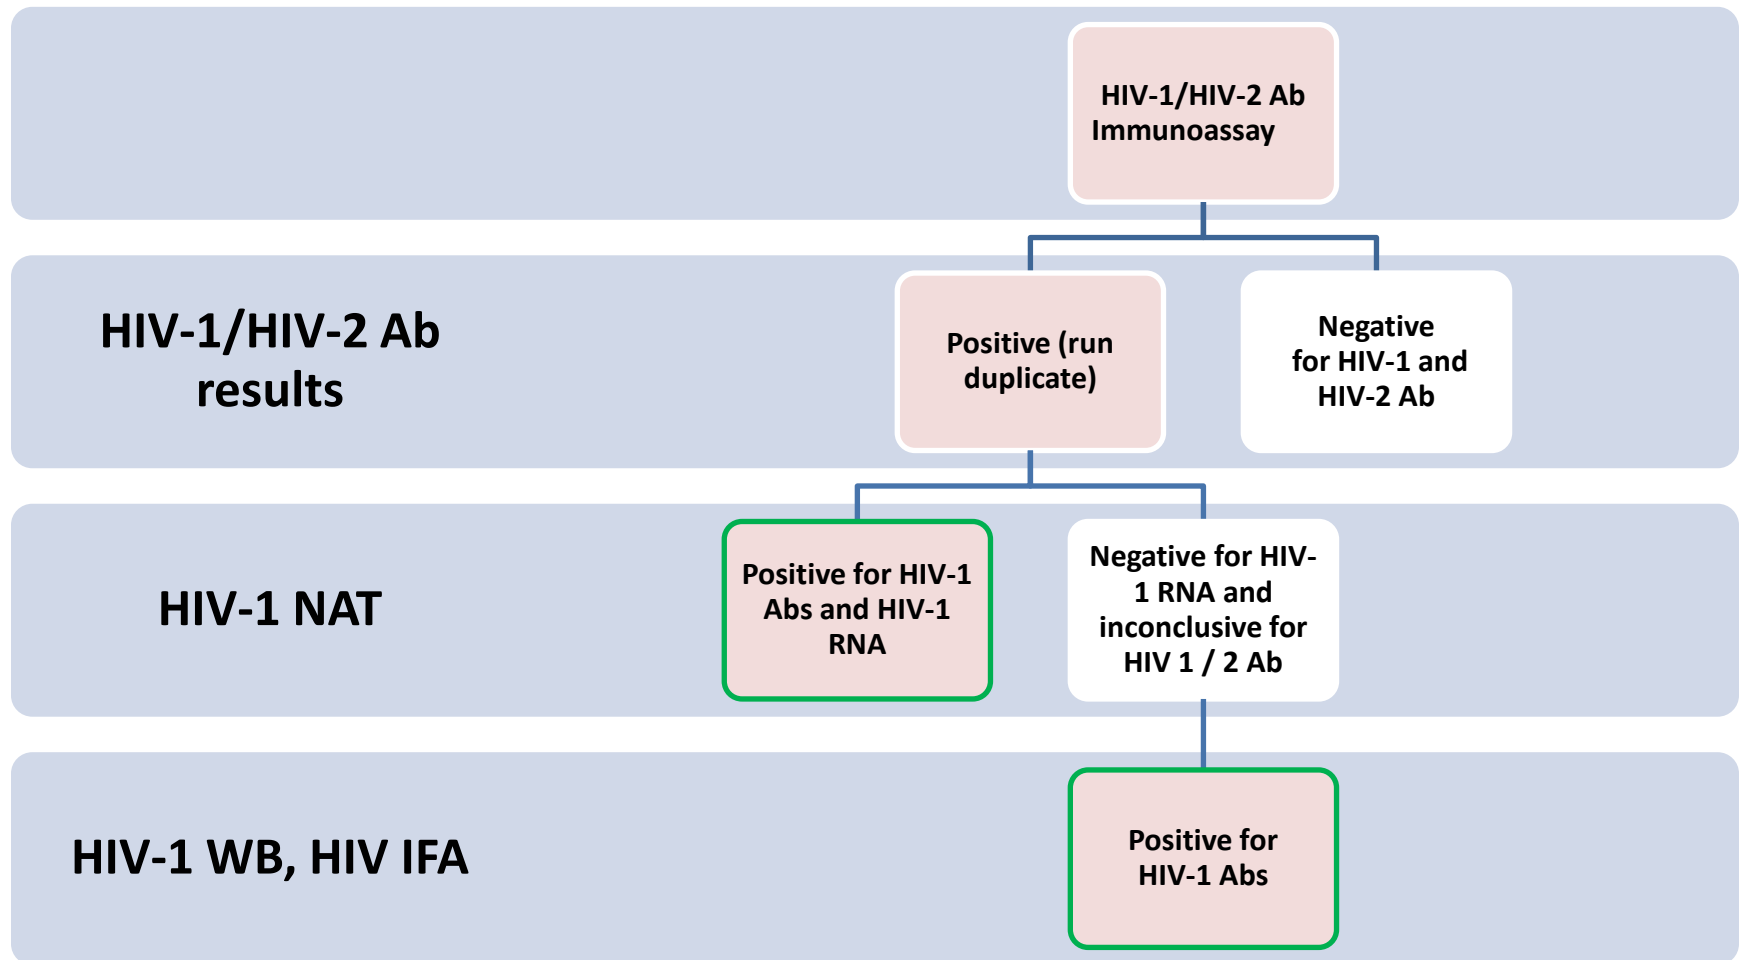 HIV-1/HIV-2 Ab
Immunoassay
HIV-1/HIV-2 Ab
results
Positive (run
duplicate)
Negative
for HIV-1 and
HIV-2 Ab
HIV-1 NAT
Positive for HIV-1
Abs and HIV-1
RNA
Negative for HIV-
1 RNA and
inconclusive for
HIV 1 / 2 Ab
HIV-1 WB, HIV IFA
Positive for
HIV-1 Abs